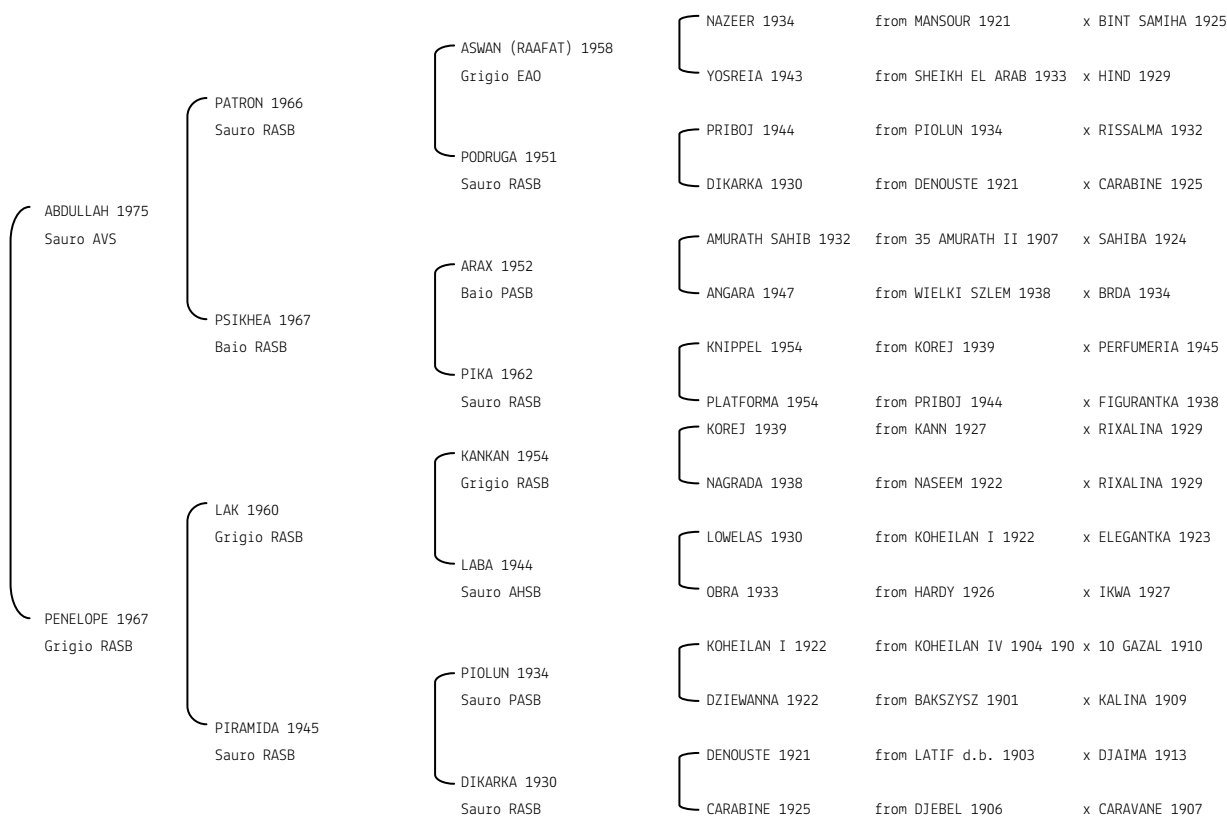 NAZEER 1934 from MANSOUR 1921 x BINT SAMIHA 1925
ASWAN (RAAFAT) 1958
Grigio EAO
YOSREIA 1943 from SHEIKH EL ARAB 1933 x HIND 1929
PATRON 1966
Sauro RASB
PRIBOJ 1944 from PIOLUN 1934 x RISSALMA 1932
PODRUGA 1951
Sauro RASB
DIKARKA 1930 from DENOUSTE 1921 x CARABINE 1925
ABDULLAH 1975
Sauro AVS
AMURATH SAHIB 1932 from 35 AMURATH II 1907 x SAHIBA 1924
ARAX 1952
Baio PASB
ANGARA 1947 from WIELKI SZLEM 1938 x BRDA 1934
PSIKHEA 1967
Baio RASB
KNIPPEL 1954 from KOREJ 1939 x PERFUMERIA 1945
PIKA 1962
Sauro RASB
PLATFORMA 1954 from PRIBOJ 1944 x FIGURANTKA 1938
KOREJ 1939 from KANN 1927 x RIXALINA 1929
KANKAN 1954
Grigio RASB
NAGRADA 1938 from NASEEM 1922 x RIXALINA 1929
LAK 1960
Grigio RASB
LOWELAS 1930 from KOHEILAN I 1922 x ELEGANTKA 1923
LABA 1944
Sauro AHSB
OBRA 1933 from HARDY 1926 x IKWA 1927
PENELOPE 1967
Grigio RASB
KOHEILAN I 1922 from KOHEILAN IV 1904 190 x 10 GAZAL 1910
PIOLUN 1934
Sauro PASB
DZIEWANNA 1922 from BAKSZYSZ 1901 x KALINA 1909
PIRAMIDA 1945
Sauro RASB
DENOUSTE 1921 from LATIF d.b. 1903 x DJAIMA 1913
DIKARKA 1930
Sauro RASB
CARABINE 1925 from DJEBEL 1906 x CARAVANE 1907